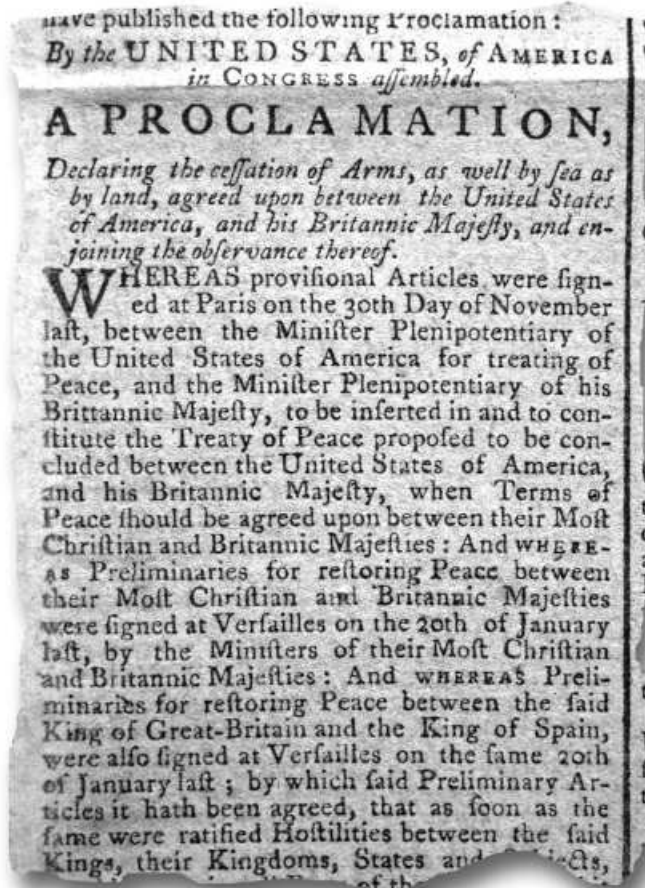 have published the following Proclamation :
By the UNITED STATES, of AMERICA
in CONGRESS aſſembled.
A PROCLAMATION,
Declaring the ceſſation of Arms, as well by ſea as
by land, agreed upon between the United States
of America, and his Britannic Majeſty, and en-
joining the obſervance thereof.
WHEREAS proviſional Articles were ſign-
ed at Paris on the 30th Day of November
laſt, between the Miniſter Plenipotentiary of
the United States of America for treating of
Peace, and the Miniſter Plenipotentiary of his
Brittannic Majeſty, to be inſerted in and to con-
ſtitute the Treaty of Peace propoſed to be con-
cluded between the United States of America,
and his Britannic Majeſty, when Terms of
Peace ſhould be agreed upon between their Moſt
Chriſtian and Britannic Majeſties : And WHERE-
AS Preliminaries for reſtoring Peace between
their Moſt Chriſtian and Britannic Majeſties
were ſigned at Verſailles on the 20th of January
laſt, by the Miniſters of their Moſt Chriſtian
and Britannic Majeſties : And WHEREAS Preli-
minaries for reſtoring Peace between the ſaid
King of Great-Britain and the King of Spain,
were alſo ſigned at Verſailles on the ſame 20th
of January laſt ; by which ſaid Preliminary Ar-
ticles it hath been agreed, that as ſoon as the
ſame were ratified Hoſtilities between the ſaid
Kings, their Kingdoms, States and
of the